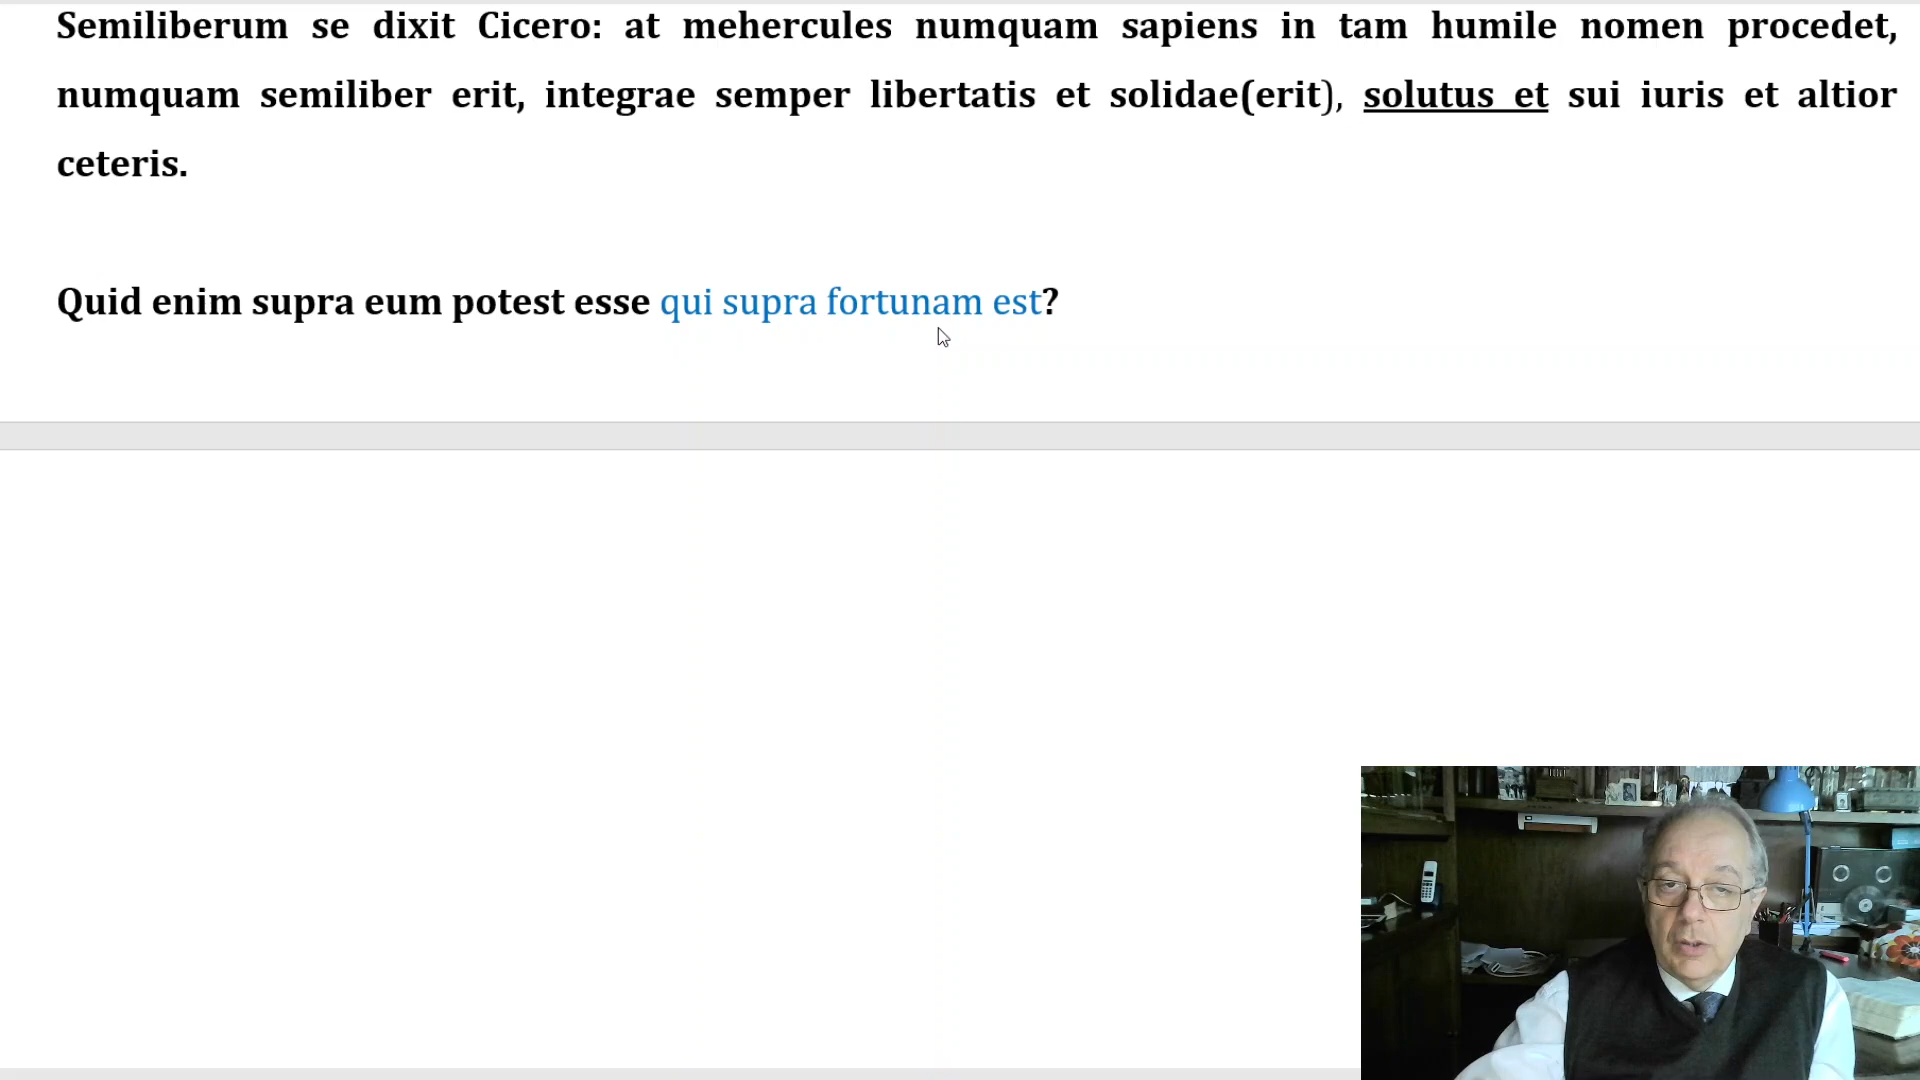 Semiliberum se dixit Cicero: at mehercules numquam sapiens in tam humile nomen procedet,
numquam semiliber erit, integrae semper libertatis et solidae(erit), solutus et sui iuris et altior
ceteris.
Quid enim supra eum potest esse qui supra fortunam est?